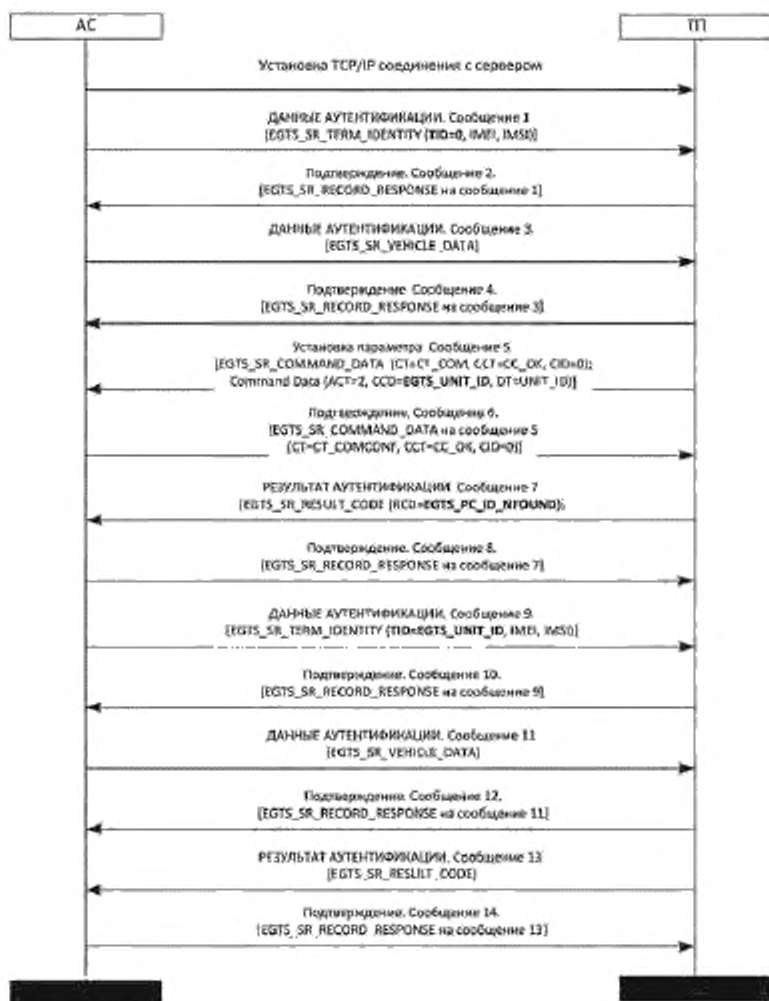 АС
ТП
Установка TCP/IP соединения с сервером
ДАННЫЕ АУТЕНТИФИКАЦИИ. Сообщение 1
[EGTS_SR_TERM_IDENTITY (TID=0, IMEI, IMSI)]
Подтверждение. Сообщение 2.
[EGTS_SR_RECORD_RESPONSE на сообщение 1]
ДАННЫЕ АУТЕНТИФИКАЦИИ. Сообщение 3.
[EGTS_SR_VEHICLE_DATA]
Подтверждение Сообщение 4.
[EGTS_SR_RECORD_RESPONSE на сообщение 3]
Установка параметра Сообщение 5
[EGTS_SR_COMMAND_DATA (CT=CT_COM, CCT=CC_OK, CID=0);
Command Data (ACT=2, CCD=EGTS_UNIT_ID, DT=UNIT_ID)]
Подтверждение. Сообщение 6.
[EGTS_SR_COMMAND_DATA на сообщение 5
(CT=CT_COMCONF, CCT=CC_OK, CID=0)]
РЕЗУЛЬТАТ АУТЕНТИФИКАЦИИ Сообщение 7
[EGTS_SR_RESULT_CODE (RCD=EGTS_PC_ID_NFOUND);
Подтверждение. Сообщение 8.
[EGTS_SR_RECORD_RESPONSE на сообщение 7]
ДАННЫЕ АУТЕНТИФИКАЦИИ. Сообщение 9.
[EGTS_SR_TERM_IDENTITY (TID=EGTS_UNIT_ID, IMEI, IMSI)]
Подтверждение. Сообщение 10.
[EGTS_SR_RECORD_RESPONSE на сообщение 9]
ДАННЫЕ АУТЕНТИФИКАЦИИ. Сообщение 11
[EGTS_SR_VEHICLE_DATA]
Подтверждение. Сообщение 12.
[EGTS_SR_RECORD_RESPONSE на сообщение 11]
РЕЗУЛЬТАТ АУТЕНТИФИКАЦИИ. Сообщение 13
[EGTS_SR_RESULT_CODE)
Подтверждение. Сообщение 14.
[EGTS_SR_RECORD_RESPONSE на сообщение 13]